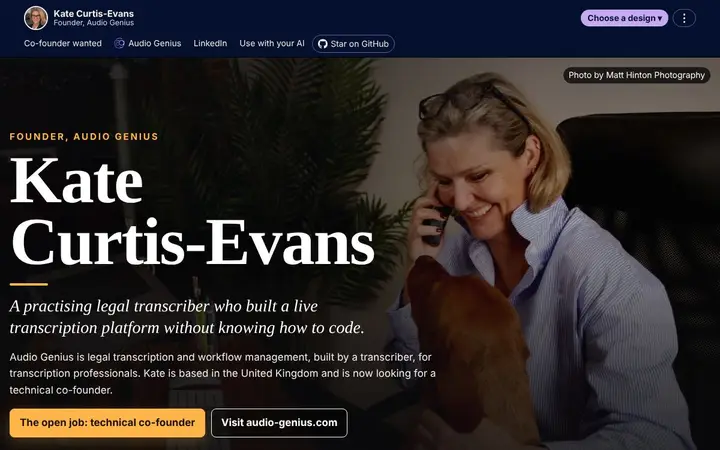 Kate Curtis-Evans
Founder, Audio Genius
Choose a design ▾
Co-founder wanted
Audio Genius
LinkedIn
Use with your AI
Star on GitHub
Photo by Matt Hinton Photography
FOUNDER, AUDIO GENIUS
Kate
Curtis-Evans
A practising legal transcriber who built a live
transcription platform without knowing how to code.
Audio Genius is legal transcription and workflow management, built by a transcriber, for
transcription professionals. Kate is based in the United Kingdom and is now looking for a
technical co-founder.
The open job: technical co-founder
Visit audio-genius.com